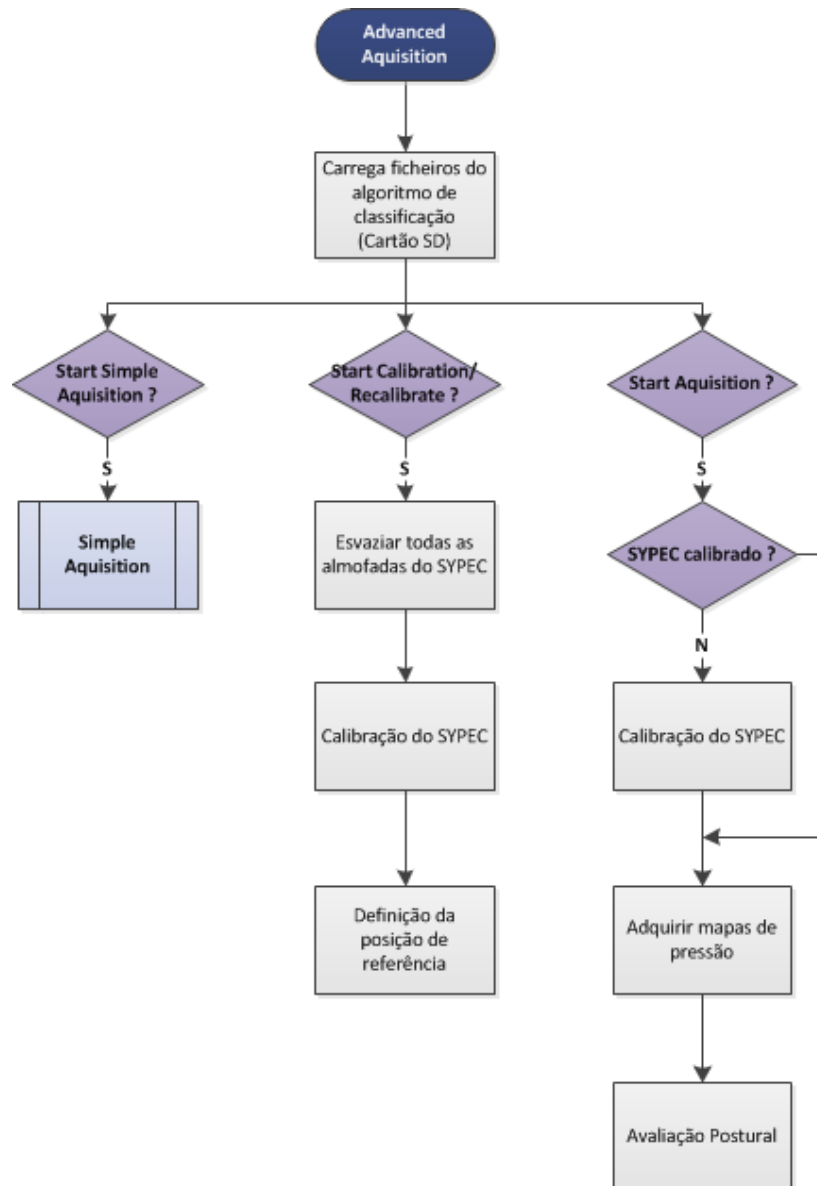 Advanced
Aquisition
Carrega ficheiros do
algoritmo de
classificação
(Cartão SD)
Start Simple
Aquisition ?
Start Calibration/
Recalibrate ?
Start Aquisition ?
S
S
S
Simple
Aquisition
Esvaziar todas as
almofadas do SYPEC
SYPEC calibrado ?
N
Calibração do SYPEC
Calibração do SYPEC
Definição da
posição de
referência
Adquirir mapas de
pressão
Avaliação Postural